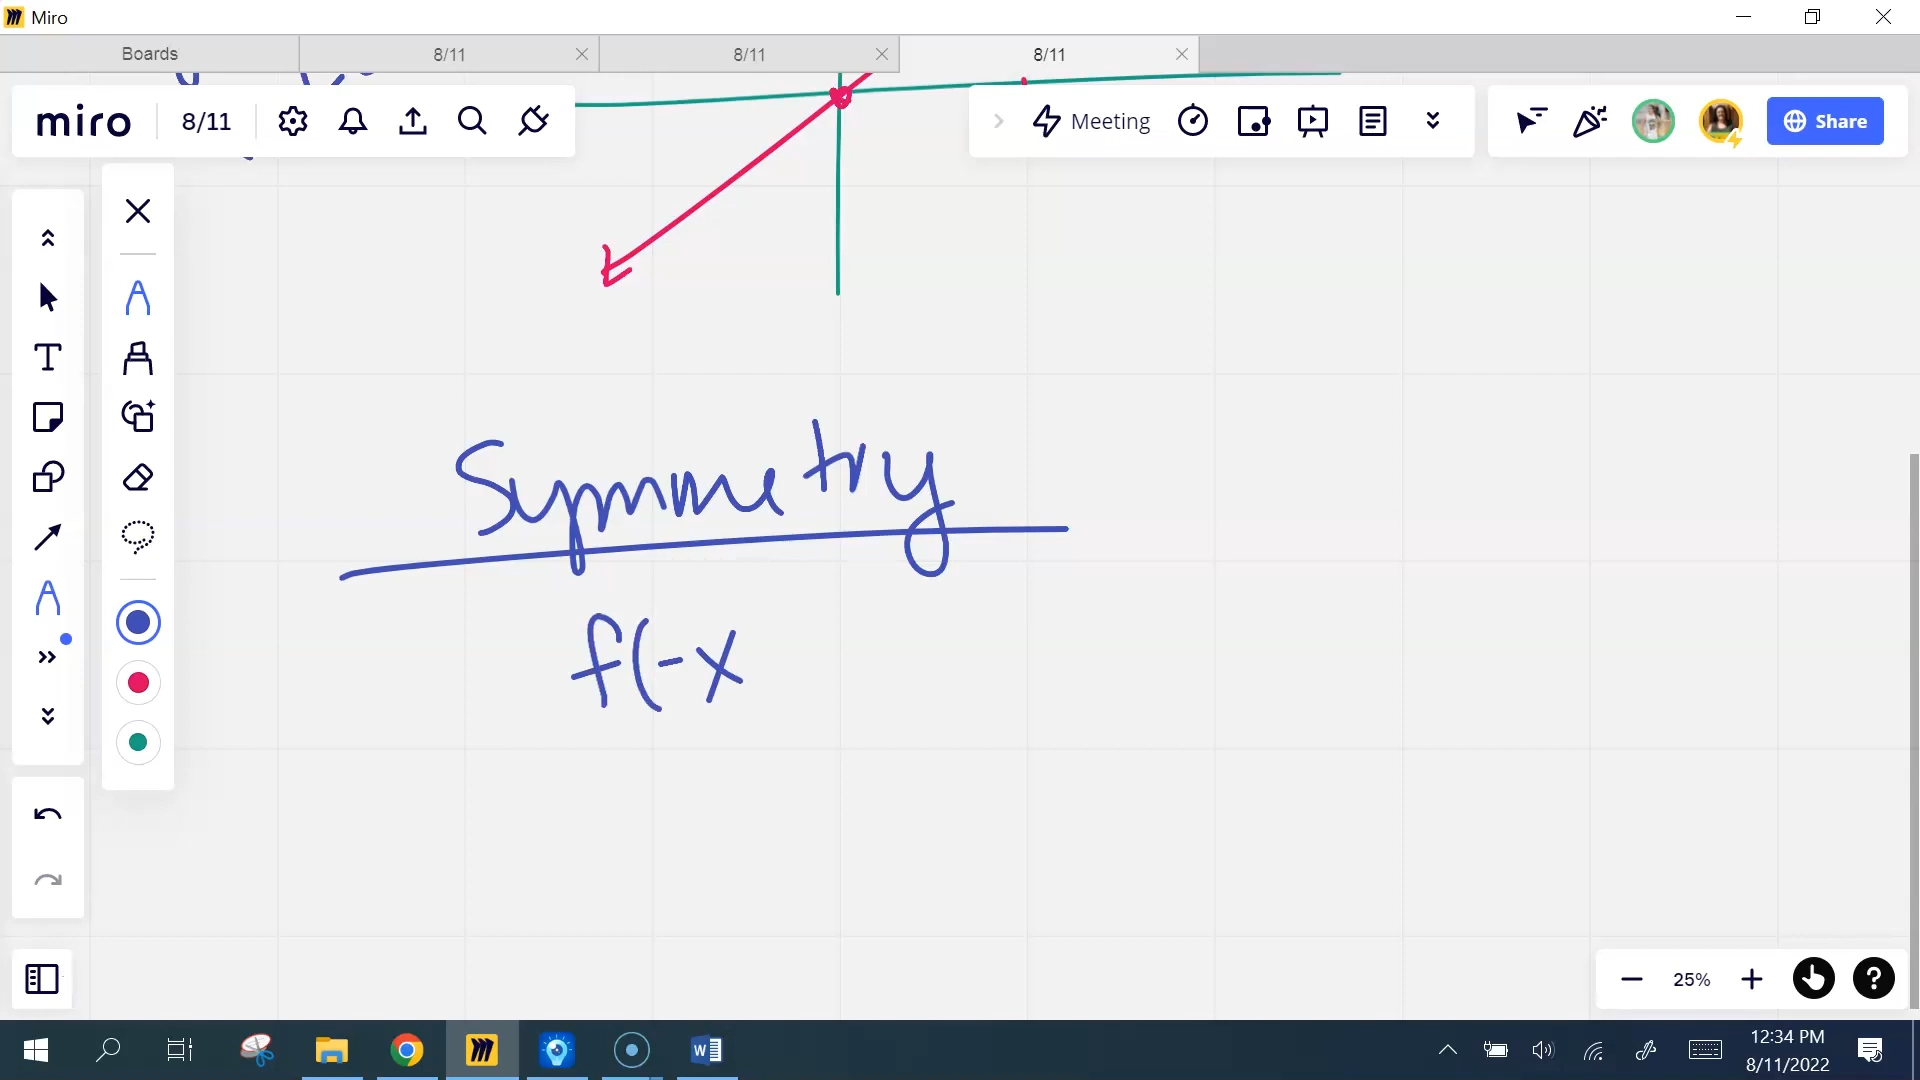 Miro
Boards 8/11 8/11 8/11
miro 8/11 Meeting Share
Symmetry
f(-x
25%
12:34 PM
8/11/2022